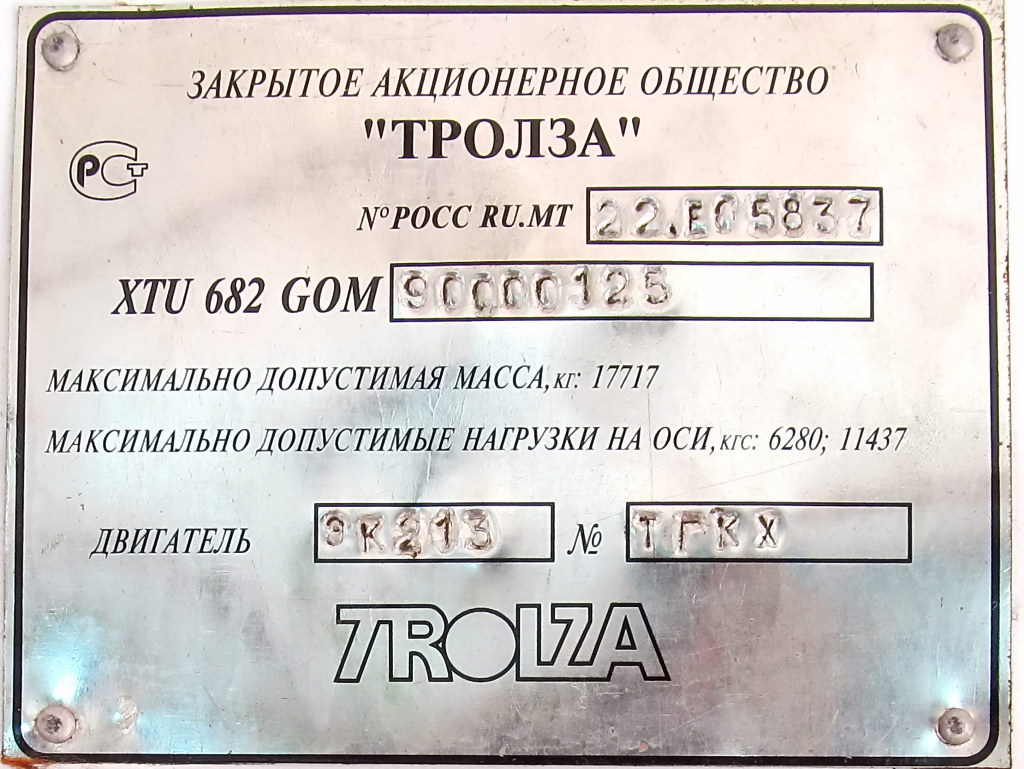 ЗАКРЫТОЕ АКЦИОНЕРНОЕ ОБЩЕСТВО
"ТРОЛЗА"
РСТ
№ РОСС RU.МТ 22.Е05837
XTU 682 GOM 90000125
МАКСИМАЛЬНО ДОПУСТИМАЯ МАССА, кг: 17717
МАКСИМАЛЬНО ДОПУСТИМЫЕ НАГРУЗКИ НА ОСИ, кгс: 6280; 11437
ДВИГАТЕЛЬ ЭК213 № ТГКХ
TROLZA